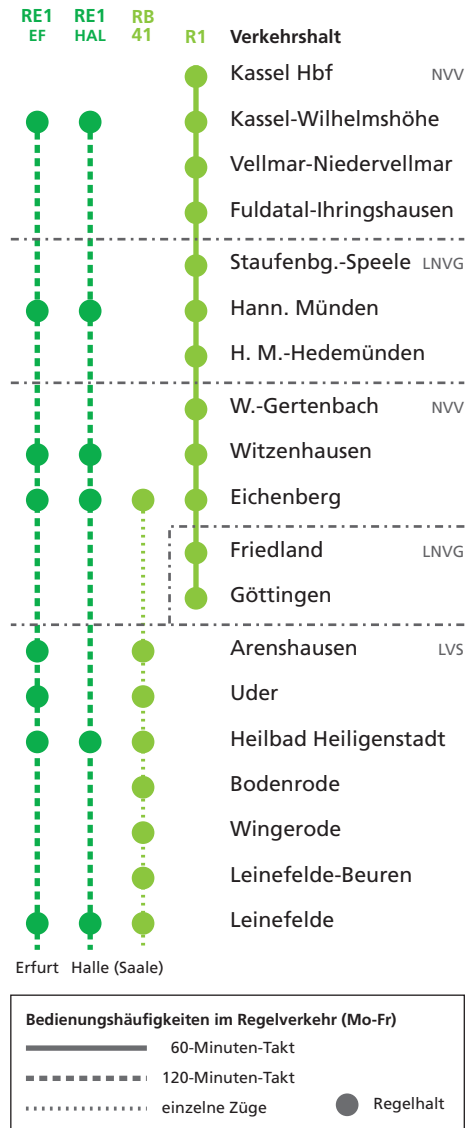 RE1 EF RE1 HAL RB 41 R1 Verkehrshalt
Kassel Hbf NVV
Kassel-Wilhelmshöhe
Vellmar-Niedervellmar
Fuldatal-Ihringshausen
Staufenbg.-Speele LNVG
Hann. Münden
H. M.-Hedemünden
W.-Gertenbach NVV
Witzenhausen
Eichenberg
Friedland LNVG
Göttingen
Arenshausen LVS
Uder
Heilbad Heiligenstadt
Bodenrode
Wingerode
Leinefelde-Beuren
Leinefelde
Erfurt Halle (Saale)
Bedienungshäufigkeiten im Regelverkehr (Mo-Fr)
60-Minuten-Takt
120-Minuten-Takt
einzelne Züge Regelhalt